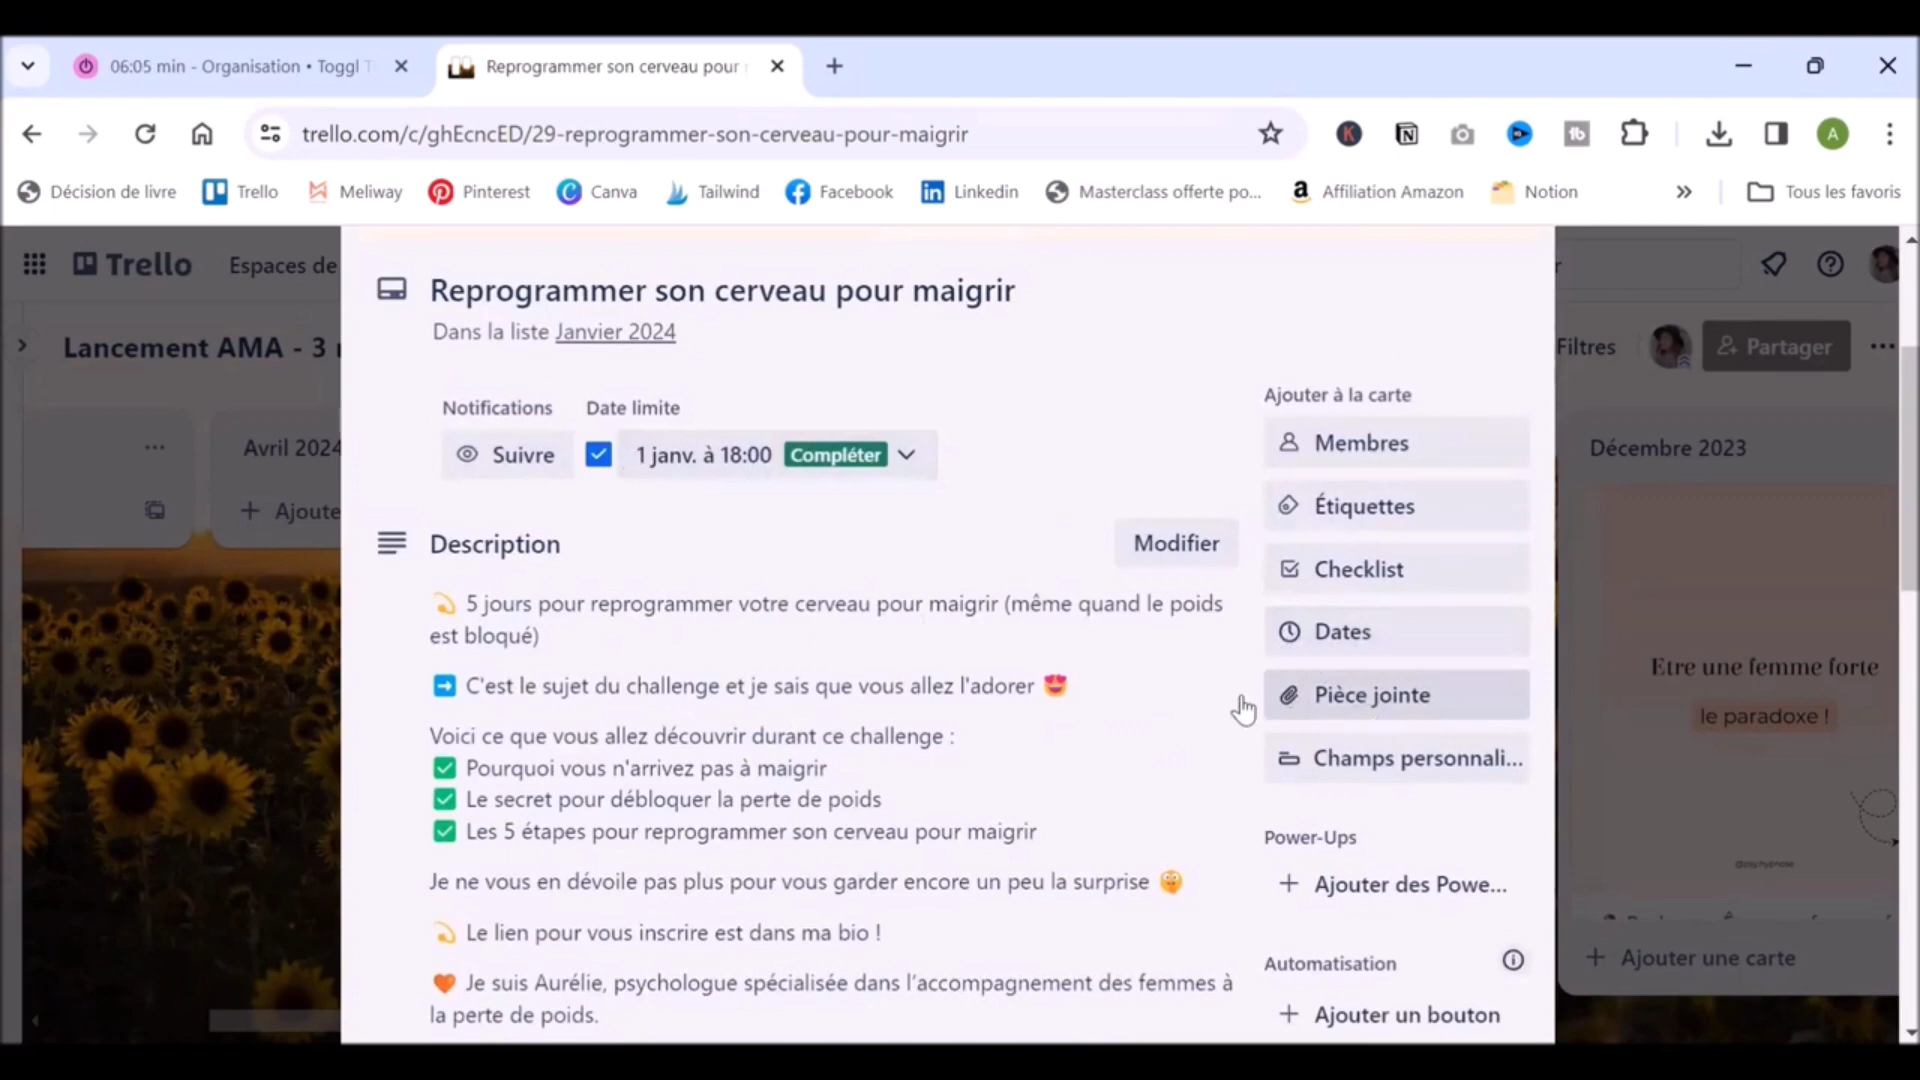 06:05 min - Organisation • Toggl T
Reprogrammer son cerveau pour
trello.com/c/ghEcncED/29-reprogrammer-son-cerveau-pour-maigrir
A
Décision de livre
Trello
Meliway
Pinterest
Canva
Tailwind
Facebook
Linkedin
Masterclass offerte po...
Affiliation Amazon
Notion
Tous les favoris
Trello
Espaces de
Lancement AMA - 3
Filtres
Partager
Avril 2024
Ajoute
Reprogrammer son cerveau pour maigrir
Dans la liste Janvier 2024
Notifications
Date limite
Suivre
1 janv. à 18:00 Compléter
Description
Modifier
💫 5 jours pour reprogrammer votre cerveau pour maigrir (même quand le poids
est bloqué)
➡️ C'est le sujet du challenge et je sais que vous allez l'adorer 😍
Voici ce que vous allez découvrir durant ce challenge :
✅ Pourquoi vous n'arrivez pas à maigrir
✅ Le secret pour débloquer la perte de poids
✅ Les 5 étapes pour reprogrammer son cerveau pour maigrir
Je ne vous en dévoile pas plus pour vous garder encore un peu la surprise 🫣
💫 Le lien pour vous inscrire est dans ma bio !
🧡 Je suis Aurélie, psychologue spécialisée dans l’accompagnement des femmes à
la perte de poids.
Ajouter à la carte
Membres
Étiquettes
Checklist
Dates
Pièce jointe
Champs personnali...
Power-Ups
+ Ajouter des Powe...
Automatisation
+ Ajouter un bouton
Décembre 2023
Etre une femme forte
le paradoxe !
@psy.hypnose
+ Ajouter une carte